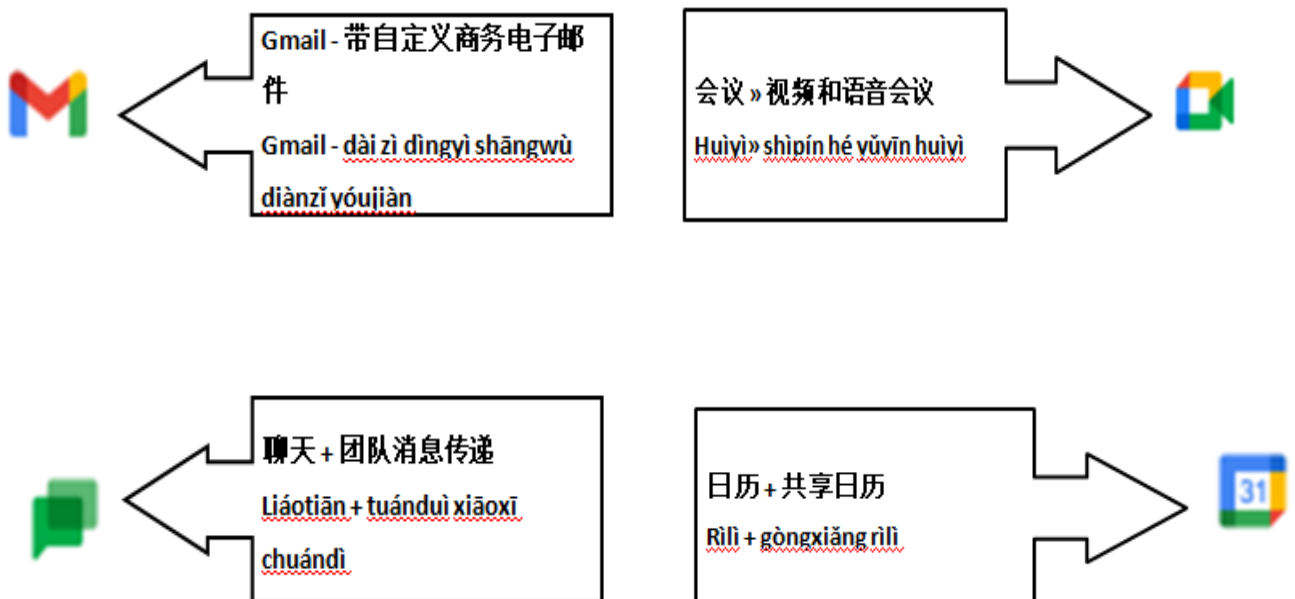 Gmail - 带自定义商务电子邮
件
Gmail - dài zì dìngyì shāngwù
diànzǐ yóujiàn
会议 » 视频和语音会议
Huìyì» shìpín hé yǔyīn huìyì
聊天 + 团队消息传递
Liáotiān + tuánduì xiāoxī
chuándì
日历 + 共享日历
Rìlì + gòngxiǎng rìlì
31